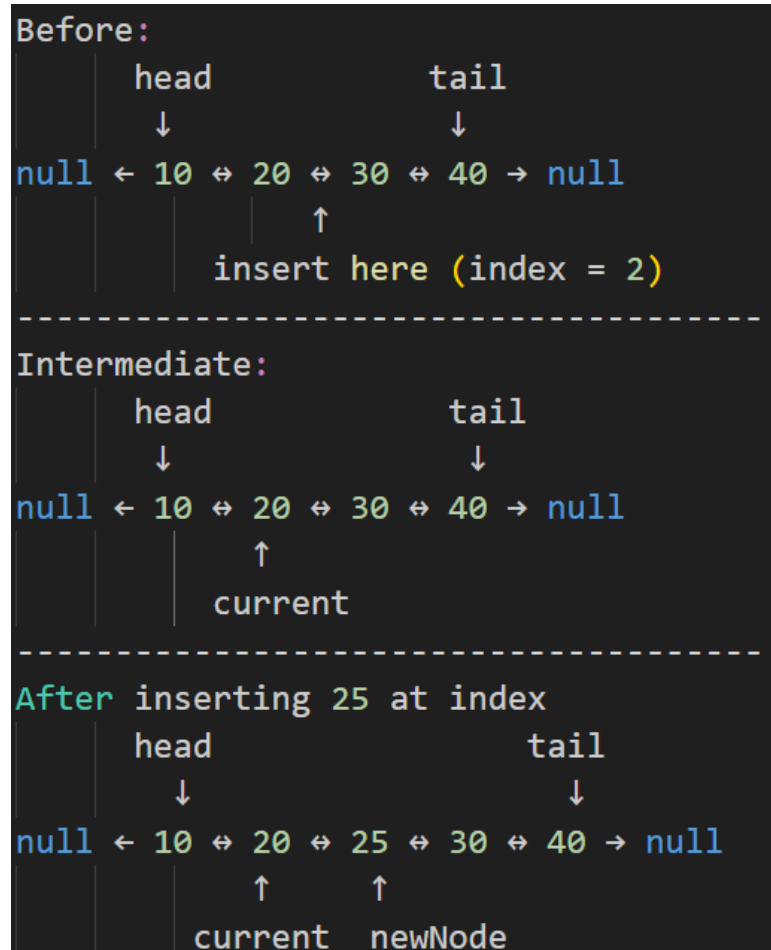 Before:
head tail
↓ ↓
null ← 10 ↔ 20 ↔ 30 ↔ 40 → null
↑
insert here (index = 2)
--------------------------------------
Intermediate:
head tail
↓ ↓
null ← 10 ↔ 20 ↔ 30 ↔ 40 → null
↑
current
--------------------------------------
After inserting 25 at index
head tail
↓ ↓
null ← 10 ↔ 20 ↔ 25 ↔ 30 ↔ 40 → null
↑ ↑
current newNode